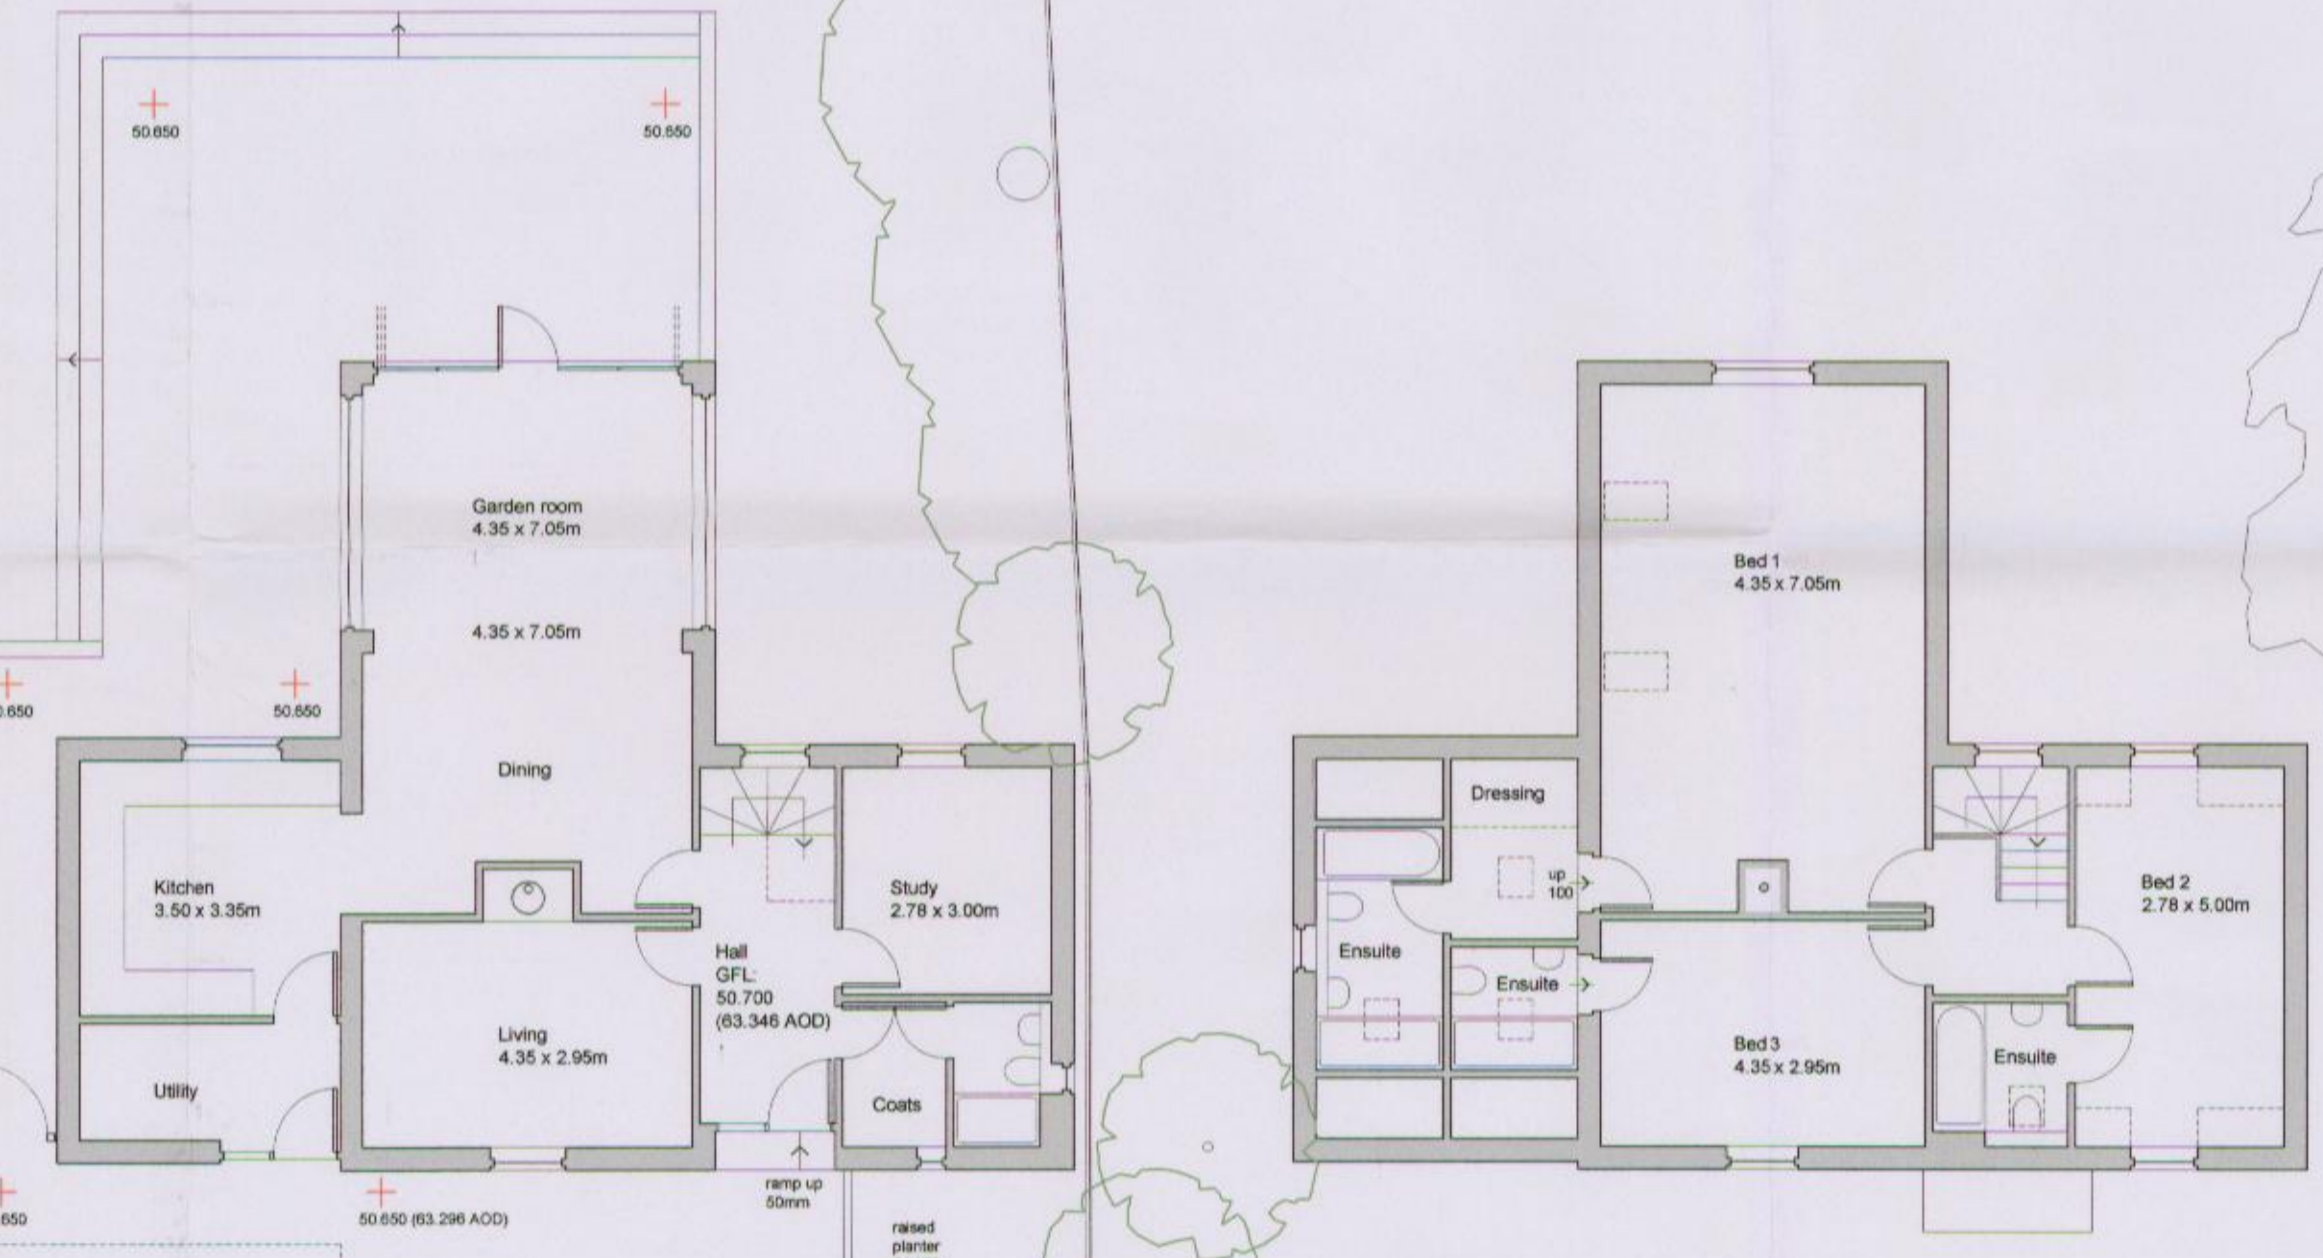 50.650
50.650
Garden room
4.35 x 7.05m
4.35 x 7.05m
.650
50.650
Dining
Kitchen
3.50 x 3.35m
Study
2.78 x 3.00m
Hall
GFL:
50.700
(63.346 AOD)
Living
4.35 x 2.95m
Utility
Coats
ramp up
50mm
650
50.650 (63.296 AOD)
raised
planter
Bed 1
4.35 x 7.05m
Dressing
up
100
Bed 2
2.78 x 5.00m
Ensuite
Ensuite
Bed 3
4.35 x 2.95m
Ensuite